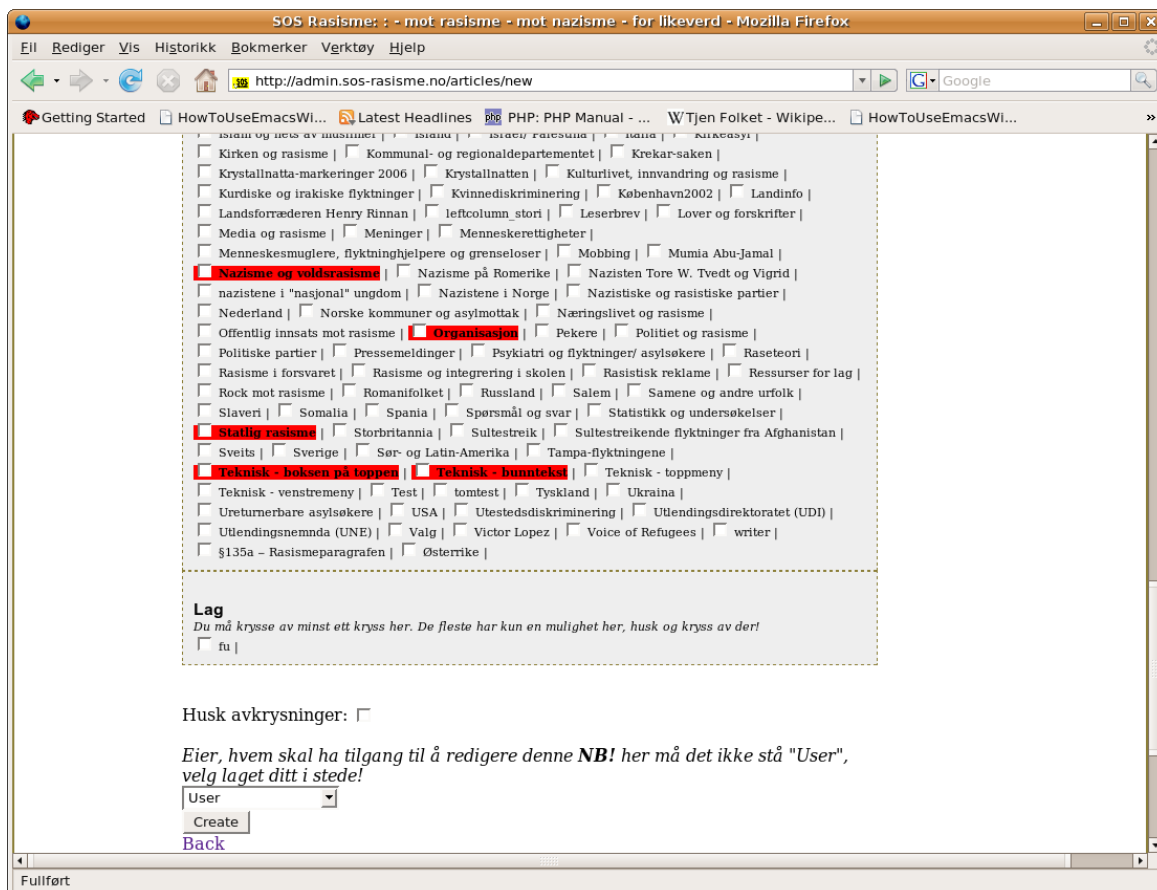 SOS Rasisme: : - mot rasisme - mot nazisme - for likeverd - Mozilla Firefox
Fil Rediger Vis Historikk Bokmerker Verktøy Hjelp
http://admin.sos-rasisme.no/articles/new Google
Getting Started HowToUseEmacsWi... Latest Headlines PHP: PHP Manual - ... Tjen Folket - Wikipe... HowToUseEmacsWi... »
Islam og hets av muslimer | Island | Israel/ Palestina | Italia | Kirkeasyl |
Kirken og rasisme | Kommunal- og regionaldepartementet | Krekar-saken |
Krystallnatta-markeringer 2006 | Krystallnatten | Kulturlivet, innvandring og rasisme |
Kurdiske og irakiske flyktninger | Kvinnediskriminering | København2002 | Landinfo |
Landsforræderen Henry Rinnan | leftcolumn_stori | Leserbrev | Lover og forskrifter |
Media og rasisme | Meninger | Menneskerettigheter |
Menneskesmuglere, flyktninghjelpere og grenseloser | Mobbing | Mumia Abu-Jamal |
Nazisme og voldsrasisme | Nazisme på Romerike | Nazisten Tore W. Tvedt og Vigrid |
nazistene i "nasjonal" ungdom | Nazistene i Norge | Nazistiske og rasistiske partier |
Nederland | Norske kommuner og asylmottak | Næringslivet og rasisme |
Offentlig innsats mot rasisme | Organisasjon | Pekere | Politiet og rasisme |
Politiske partier | Pressemeldinger | Psykiatri og flyktninger/ asylsøkere | Raseteori |
Rasisme i forsvaret | Rasisme og integrering i skolen | Rasistisk reklame | Ressurser for lag |
Rock mot rasisme | Romanifolket | Russland | Salem | Samene og andre urfolk |
Slaveri | Somalia | Spania | Spørsmål og svar | Statistikk og undersøkelser |
Statlig rasisme | Storbritannia | Sultestreik | Sultestreikende flyktninger fra Afghanistan |
Sveits | Sverige | Sør- og Latin-Amerika | Tampa-flyktningene |
Teknisk - boksen på toppen | Teknisk - bunntekst | Teknisk - toppmeny |
Teknisk - venstremeny | Test | tomtest | Tyskland | Ukraina |
Ureturnerbare asylsøkere | USA | Utestedsdiskriminering | Utlendingsdirektoratet (UDI) |
Utlendingsnemnda (UNE) | Valg | Victor Lopez | Voice of Refugees | writer |
§135a – Rasismeparagrafen | Østerrike |
Lag
Du må krysse av minst ett kryss her. De fleste har kun en mulighet her, husk og kryss av der!
fu |
Husk avkrysninger:
Eier, hvem skal ha tilgang til å redigere denne NB! her må det ikke stå "User",
velg laget ditt i stede!
User
Create
Back
Fullført